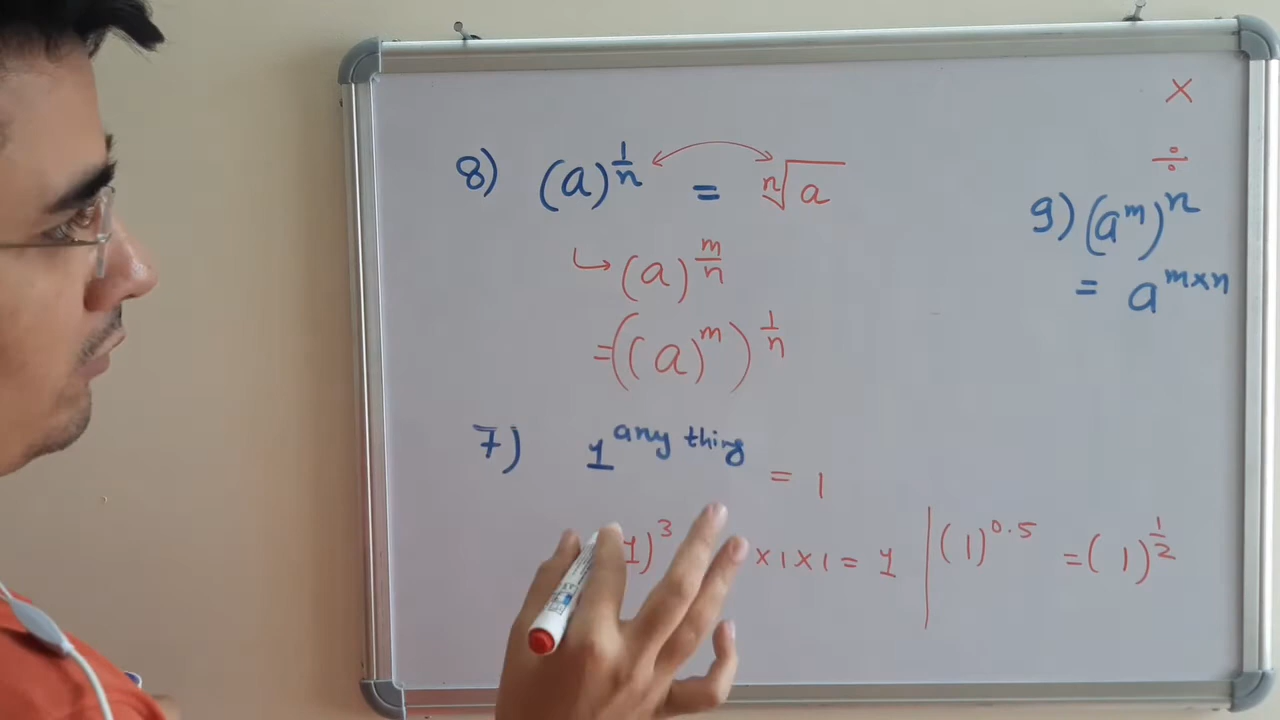 ×
÷
8) (a)^{1/n} = ⁿ√a
↳ (a)^{m/n}
= ((a)^m)^{1/n}
9) (a^m)^n
= a^{m×n}
7) 1^{any thing} = 1
1)^3 ×1×1 = 1 | (1)^{0.5} = (1)^{1/2}